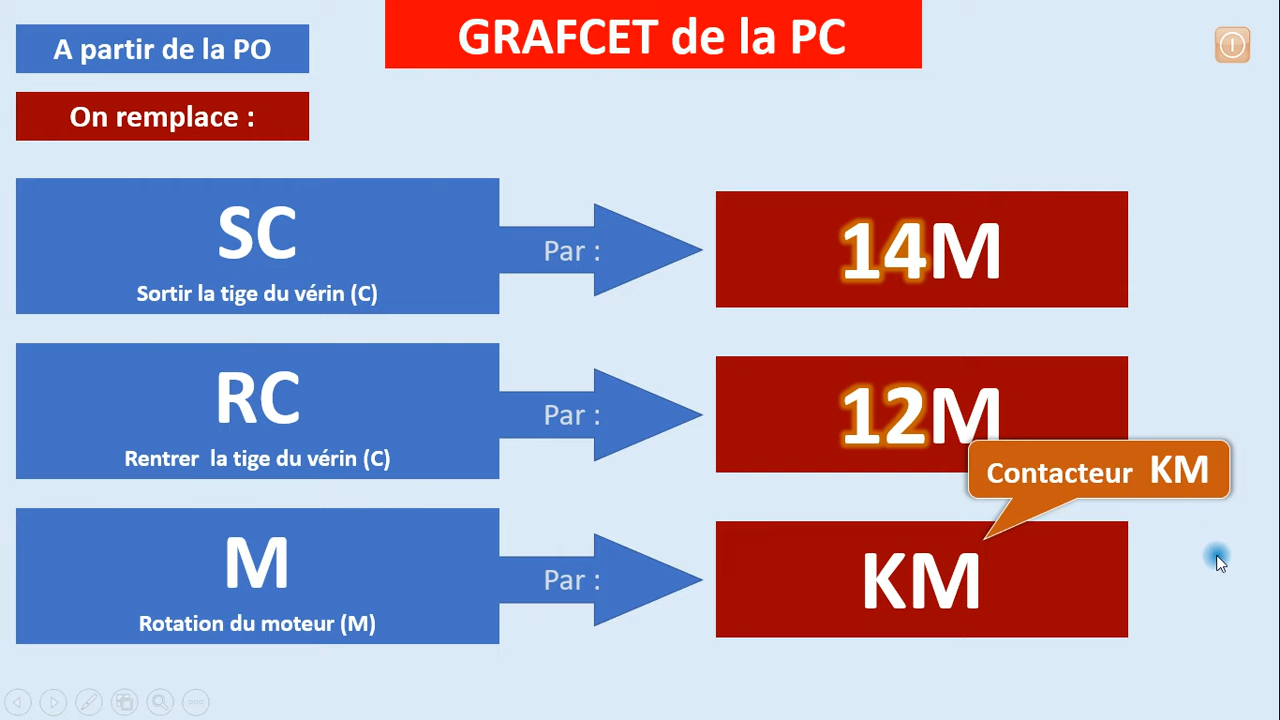 GRAFCET de la PC
A partir de la PO
On remplace :
SC
Sortir la tige du vérin (C)
Par :
14M
RC
Rentrer la tige du vérin (C)
Par :
12M
Contacteur KM
M
Rotation du moteur (M)
Par :
KM